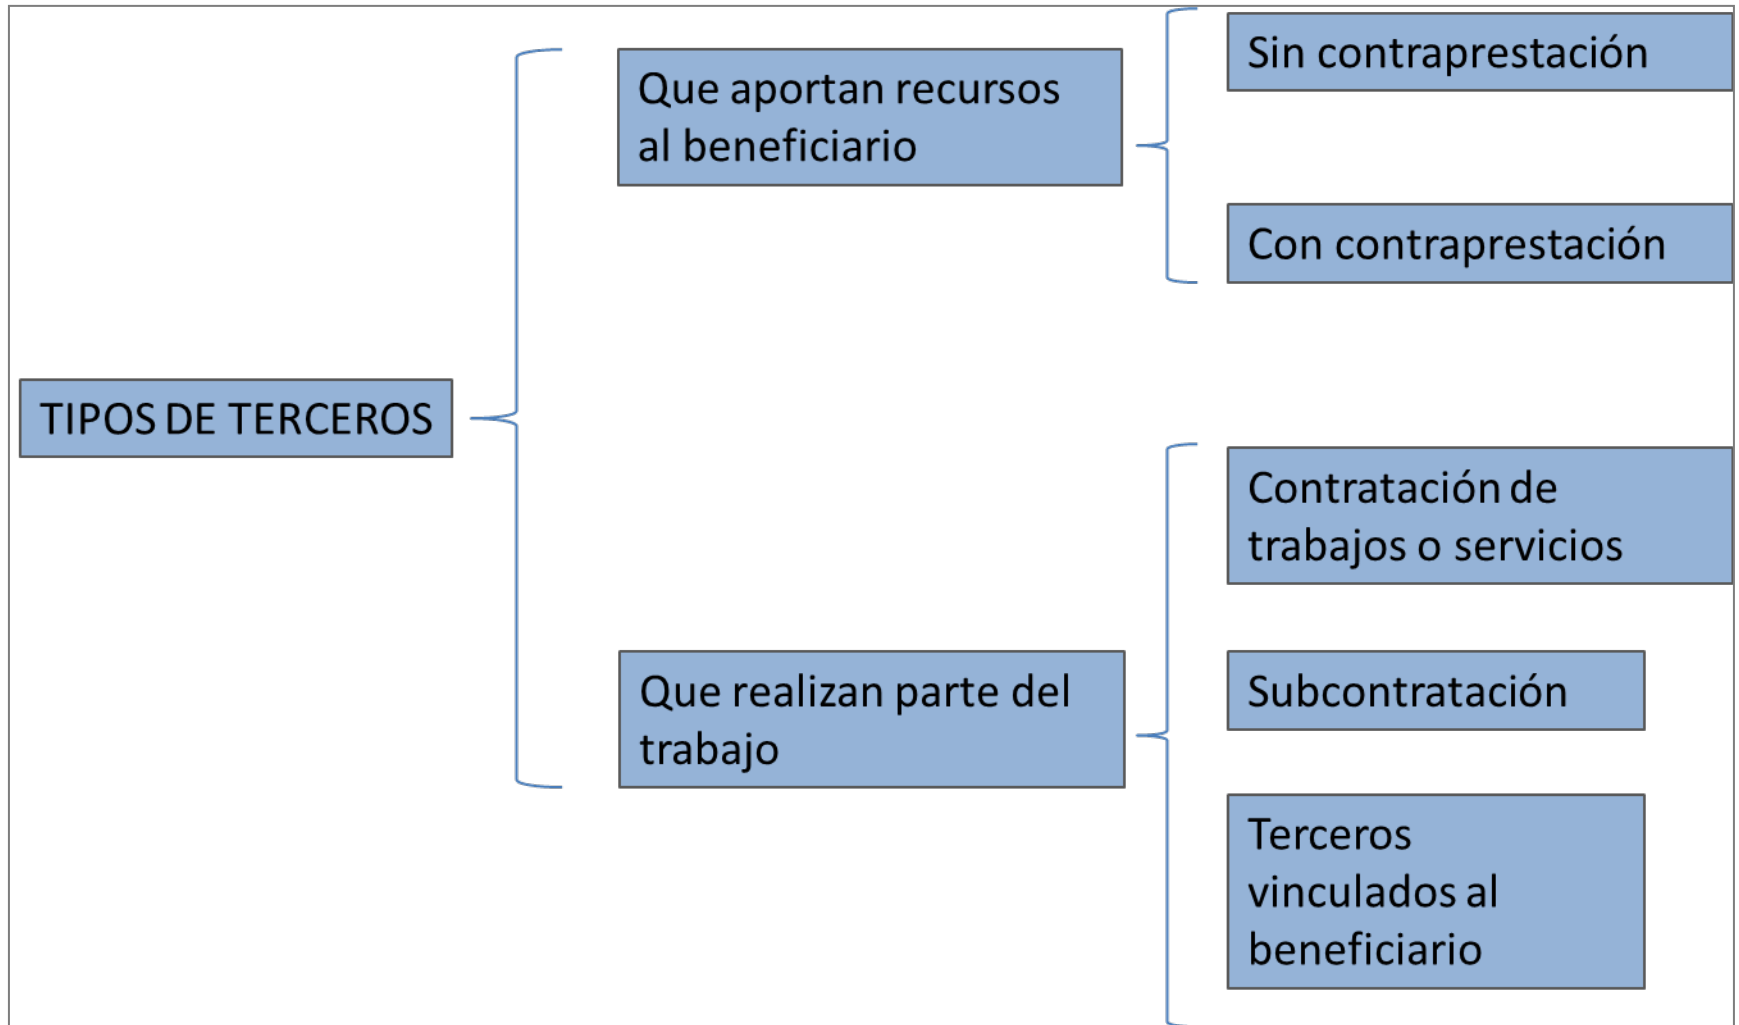 TIPOS DE TERCEROS
Que aportan recursos
al beneficiario
Sin contraprestación
Con contraprestación
Que realizan parte del
trabajo
Contratación de
trabajos o servicios
Subcontratación
Terceros
vinculados al
beneficiario